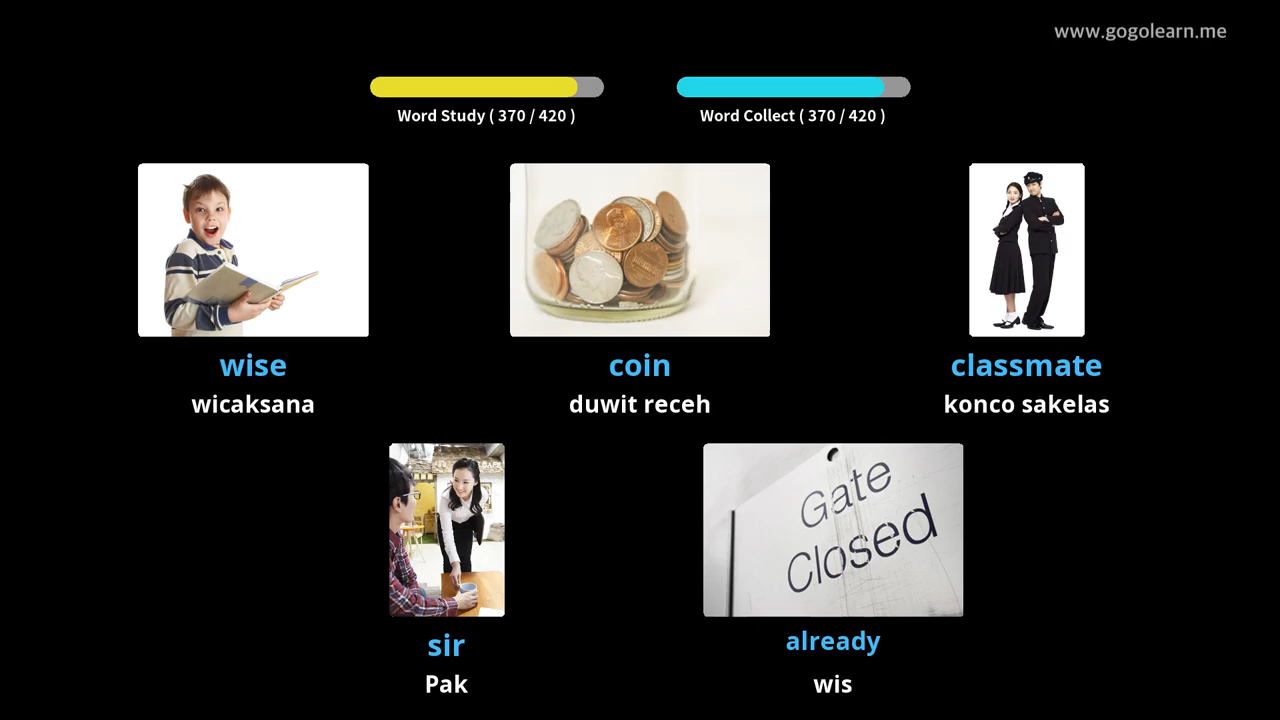 www.gogolearn.me
Word Study ( 370 / 420 )
Word Collect ( 370 / 420 )
wise
wicaksana
coin
duwit receh
classmate
konco sakelas
Gate
Closed
sir
Pak
already
wis